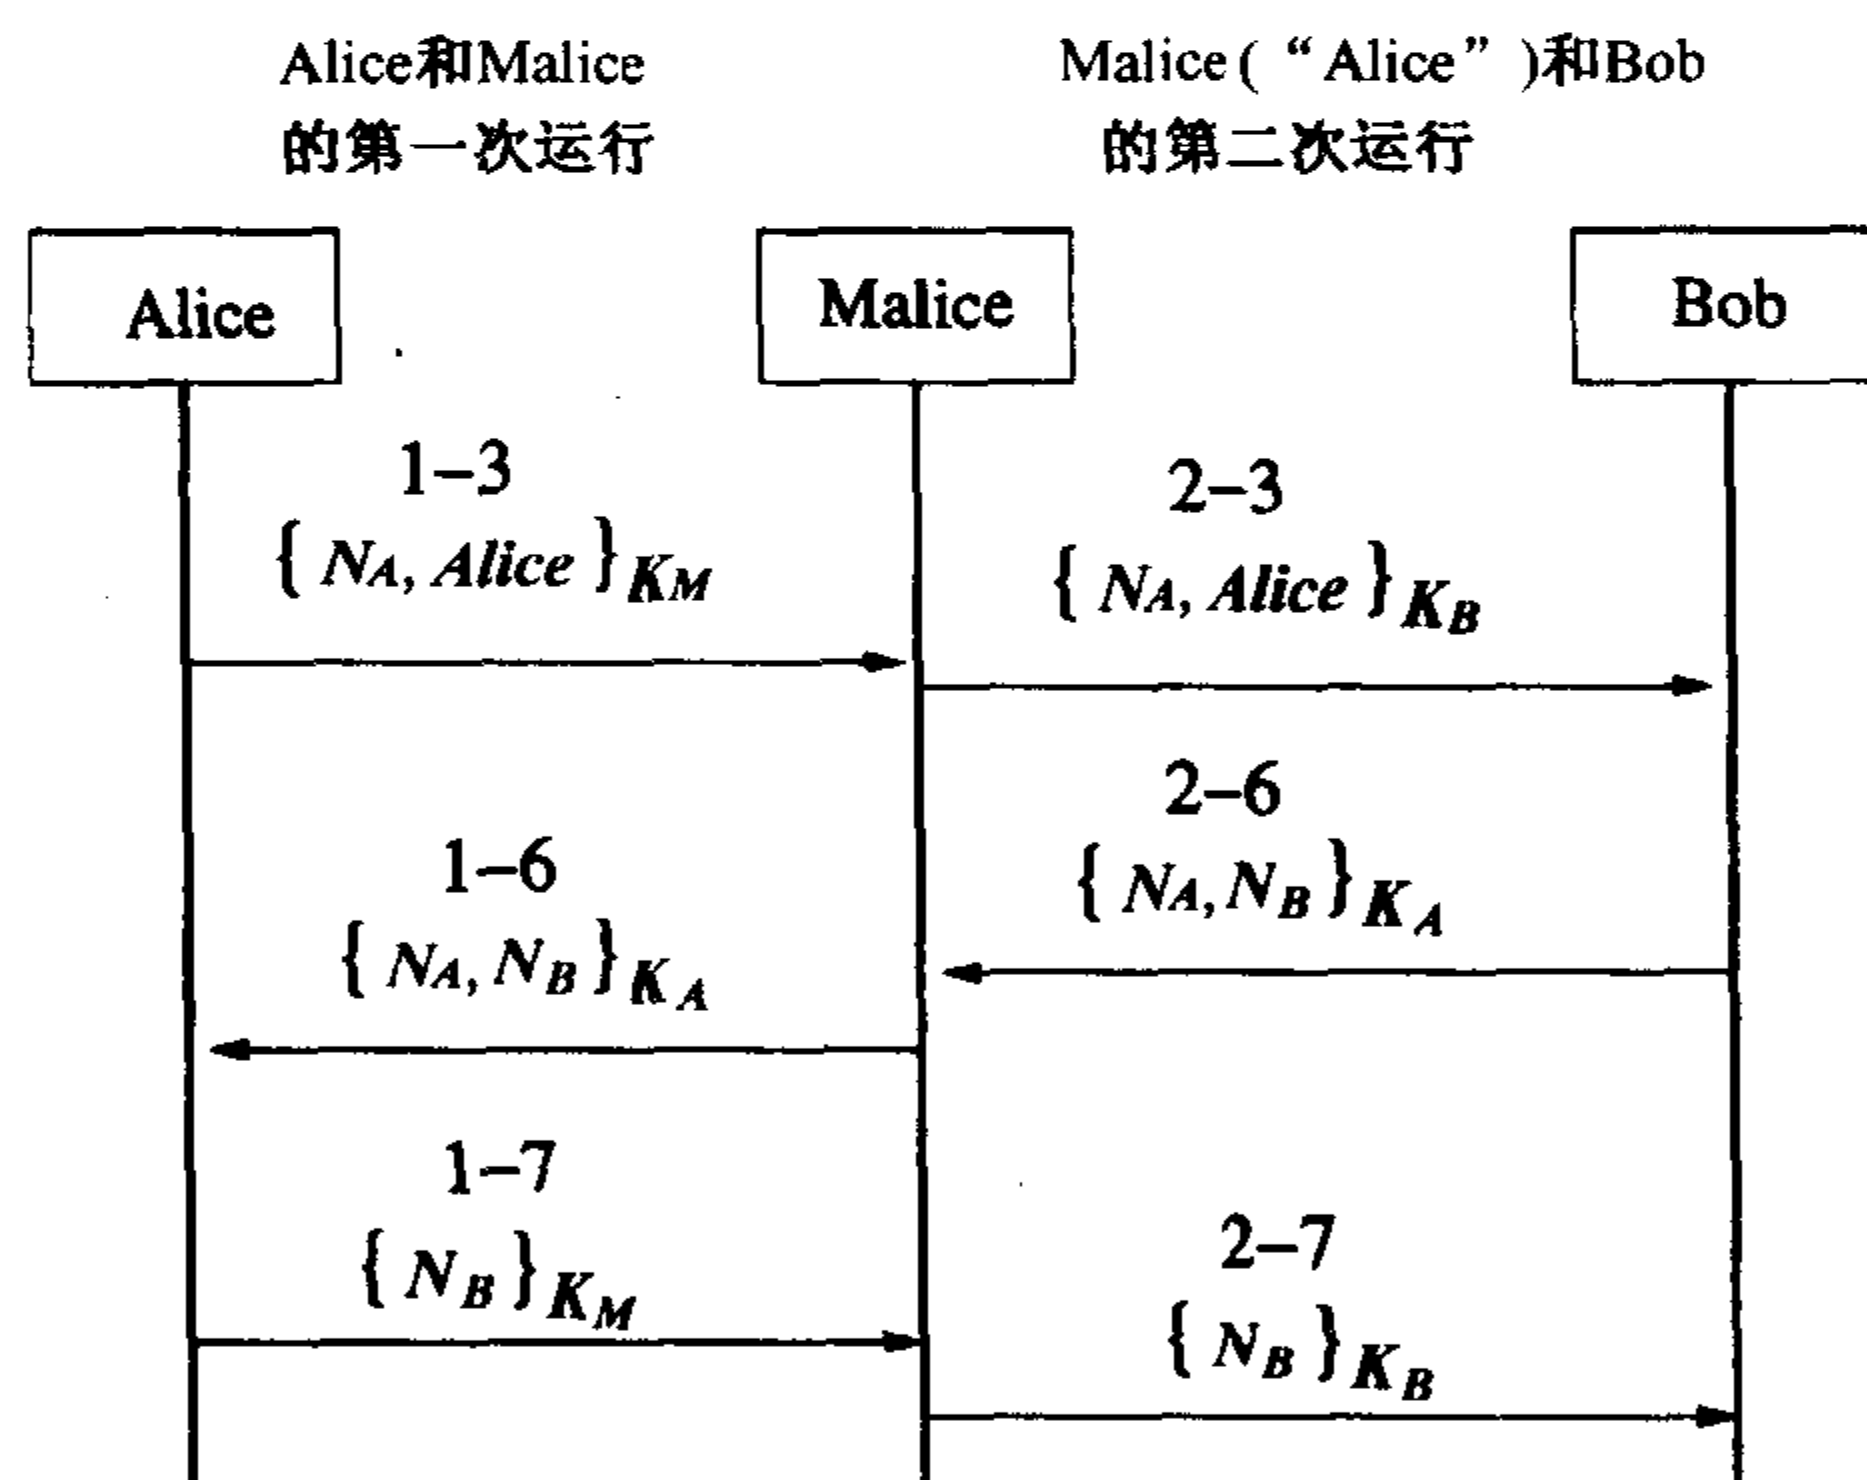 Alice和Malice
的第一次运行
Malice(“Alice”)和Bob
的第二次运行
Alice
Malice
Bob
1–3
{ NA, Alice }KM
2–3
{ NA, Alice }KB
2–6
{ NA, NB }KA
1–6
{ NA, NB }KA
1–7
{ NB }KM
2–7
{ NB }KB